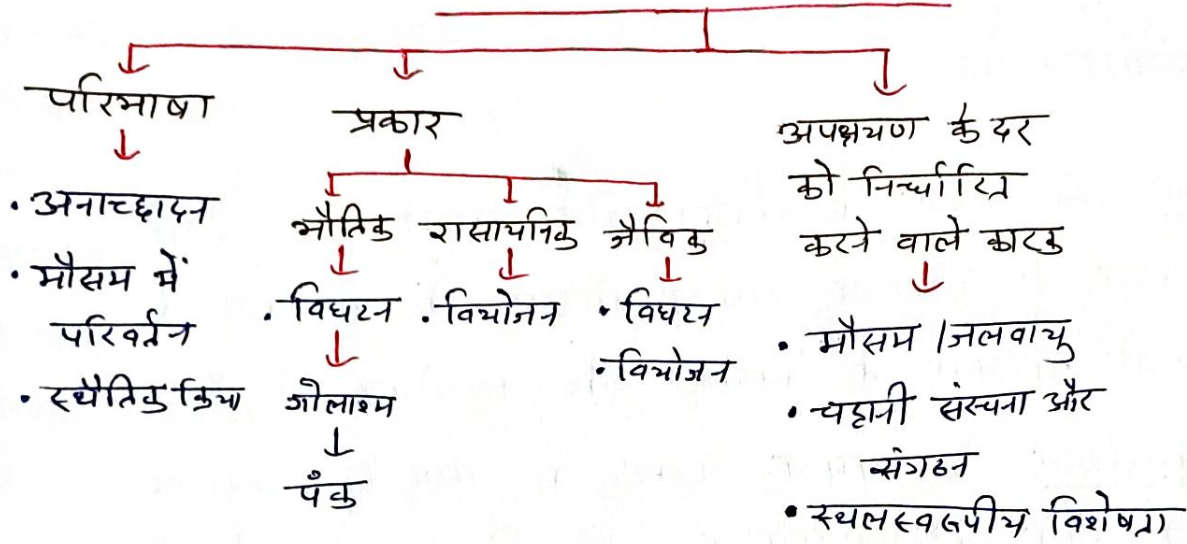 परिभाषा
• अनाच्छादन
• मौसम में
परिवर्तन
• स्थैतिक क्रिया
प्रकार
भौतिक रासायनिक जैविक
• विघटन
गोलाश्म
पंक
• वियोजन
• विघटन
• वियोजन
अपक्षयण के दर
को निर्धारित
करने वाले कारक
• मौसम / जलवायु
• चट्टानी संरचना और
संगठन
• स्थलस्वरूपीय विशेषता